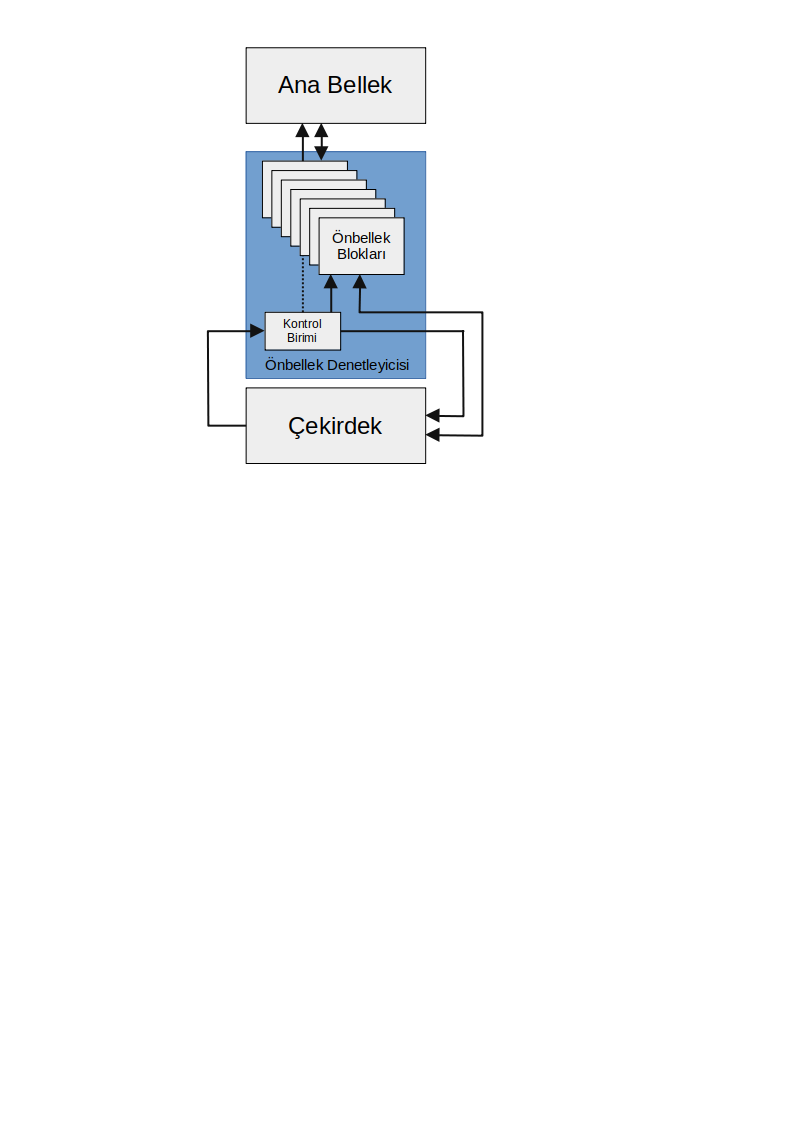 Ana Bellek
Önbellek
Blokları
Kontrol
Birimi
Önbellek Denetleyicisi
Çekirdek